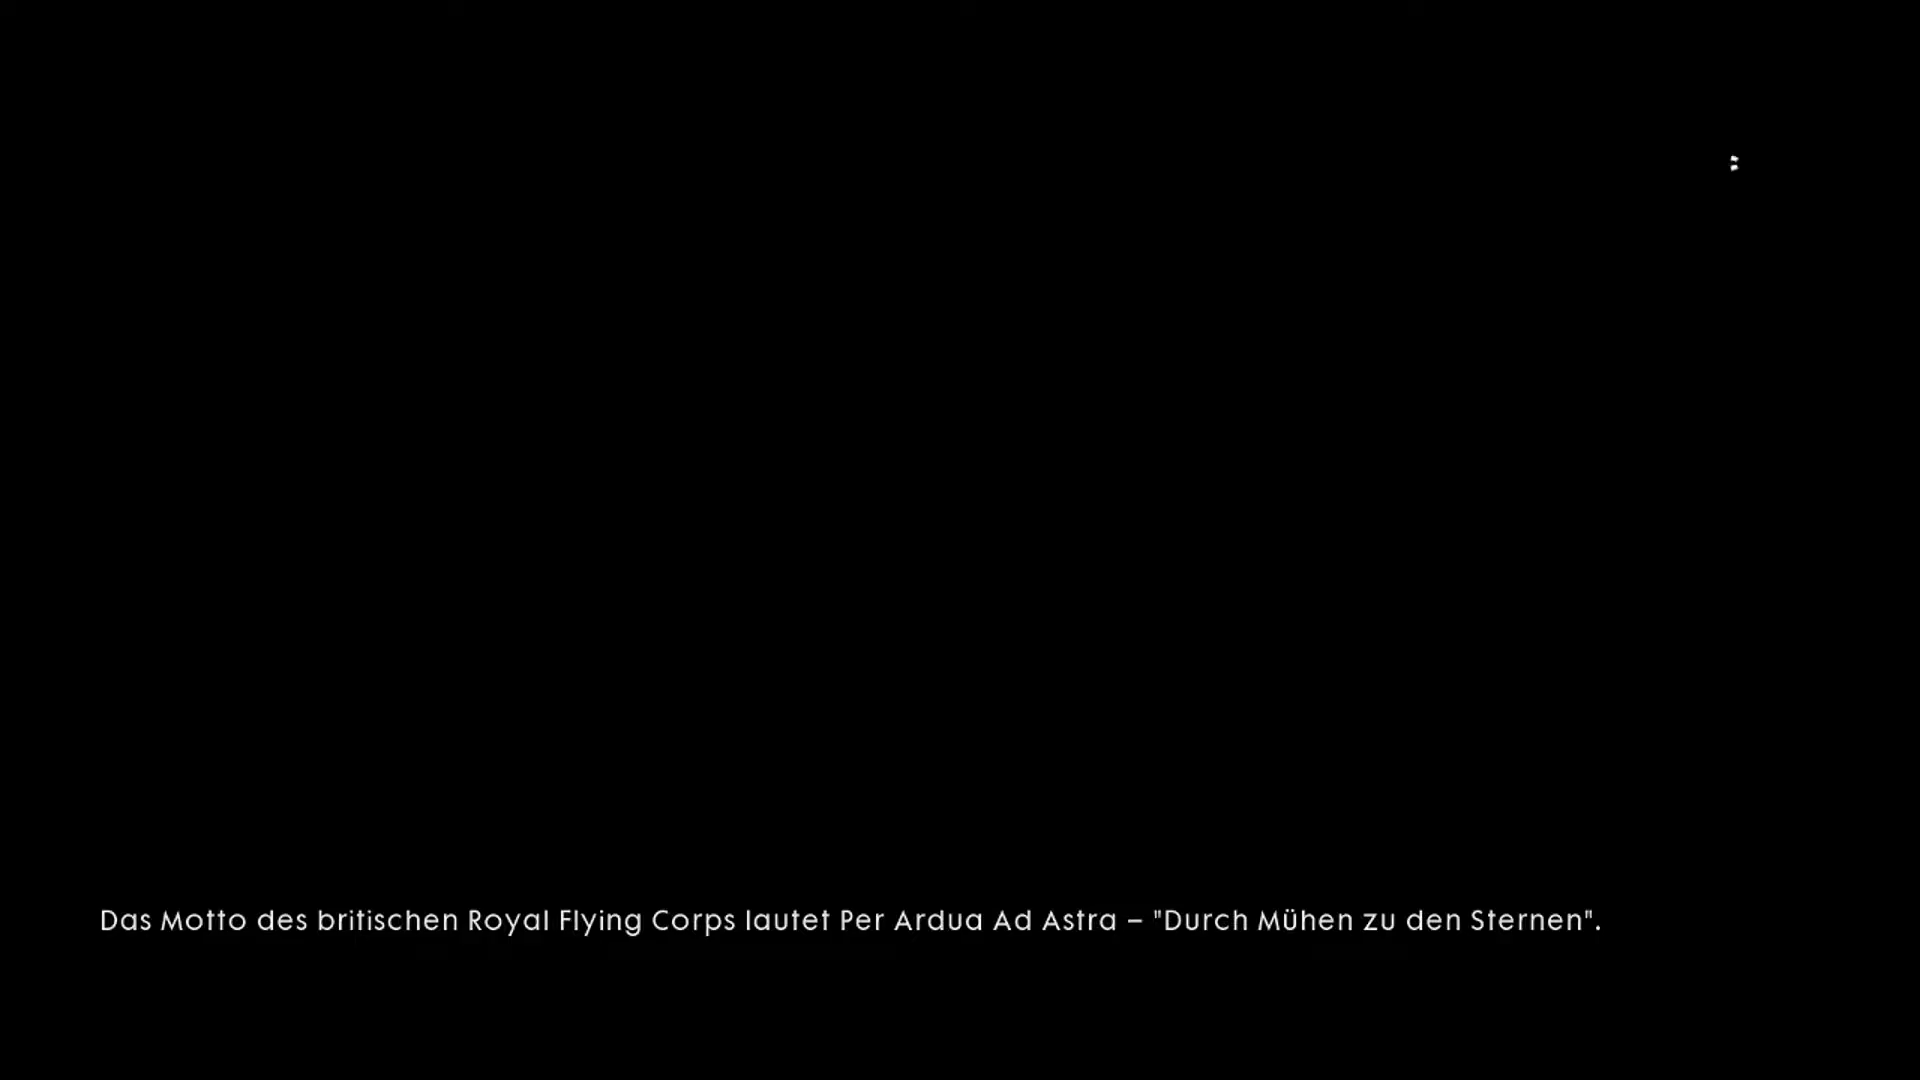 Das Motto des britischen Royal Flying Corps lautet Per Ardua Ad Astra – "Durch Mühen zu den Sternen".